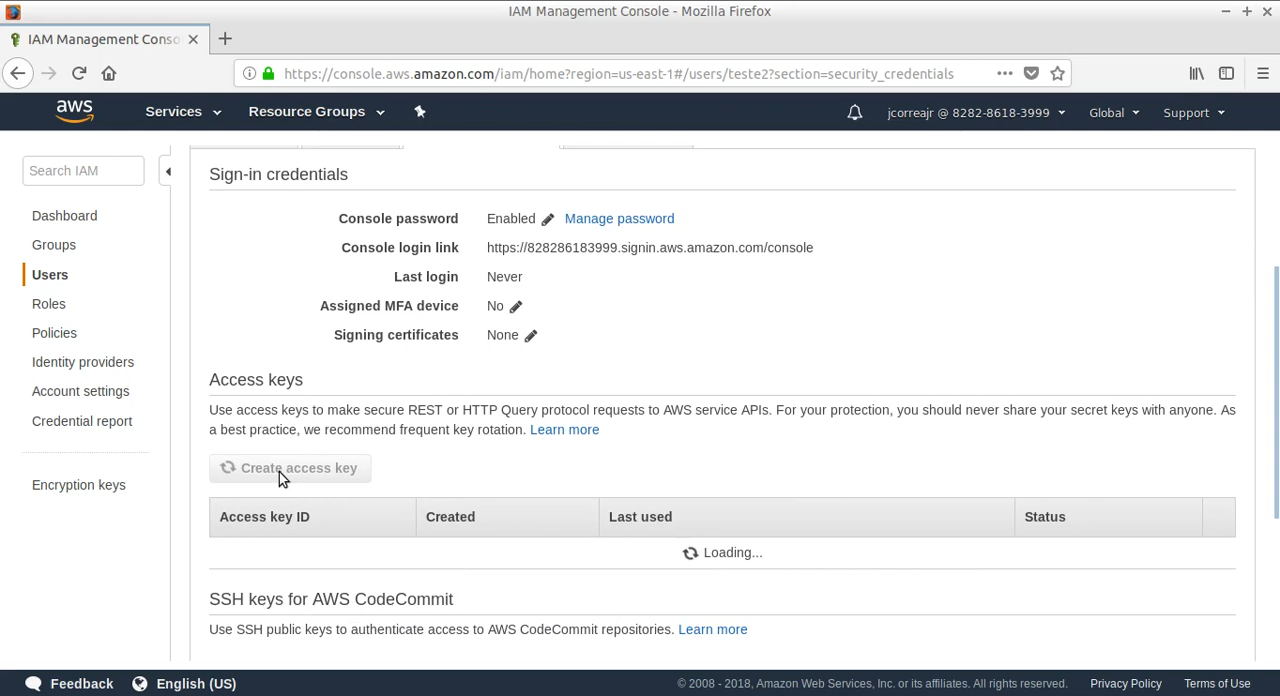 IAM Management Console - Mozilla Firefox
IAM Management Conso
https://console.aws.amazon.com/iam/home?region=us-east-1#/users/teste2?section=security_credentials
aws
Services
Resource Groups
jcorreajr @ 8282-8618-3999
Global
Support
Search IAM
Dashboard
Groups
Users
Roles
Policies
Identity providers
Account settings
Credential report
Encryption keys
Sign-in credentials
Console password Enabled Manage password
Console login link https://828286183999.signin.aws.amazon.com/console
Last login Never
Assigned MFA device No
Signing certificates None
Access keys
Use access keys to make secure REST or HTTP Query protocol requests to AWS service APIs. For your protection, you should never share your secret keys with anyone. As
a best practice, we recommend frequent key rotation. Learn more
Create access key
Access key ID Created Last used Status
Loading...
SSH keys for AWS CodeCommit
Use SSH public keys to authenticate access to AWS CodeCommit repositories. Learn more
Feedback English (US) © 2008 - 2018, Amazon Web Services, Inc. or its affiliates. All rights reserved. Privacy Policy Terms of Use